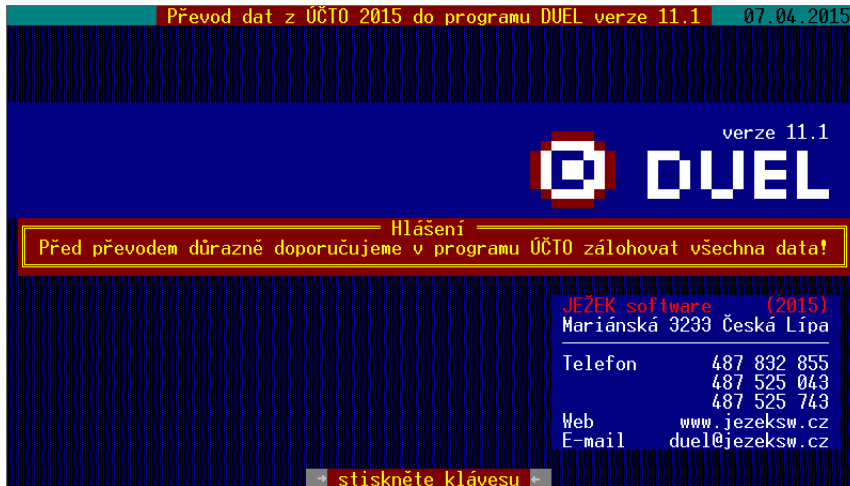 Převod dat z ÚČTO 2015 do programu DUEL verze 11.1 07.04.2015
verze 11.1
DUEL
Hlášení
Před převodem důrazně doporučujeme v programu ÚČTO zálohovat všechna data!
JEŽEK software (2015)
Mariánská 3233 Česká Lípa
Telefon 487 832 855
487 525 043
487 525 743
Web www.jezeksw.cz
E-mail duel@jezeksw.cz
stiskněte klávesu